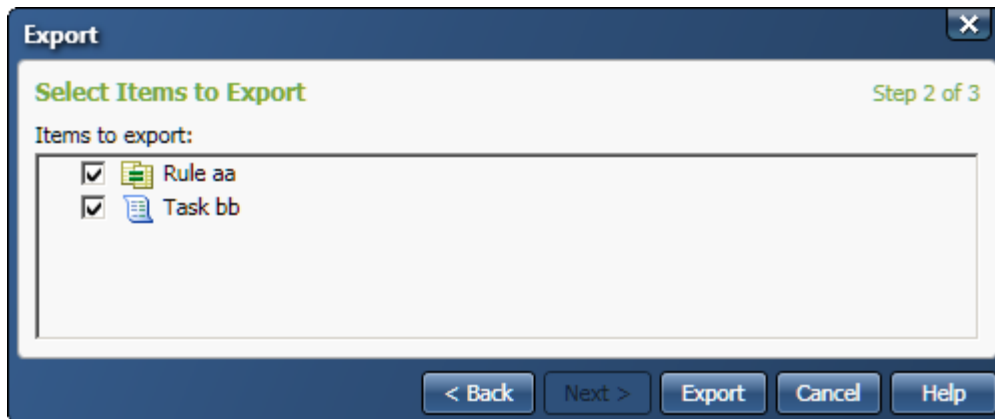 Export
Select Items to Export Step 2 of 3
Items to export:
Rule aa
Task bb
< Back Next > Export Cancel Help